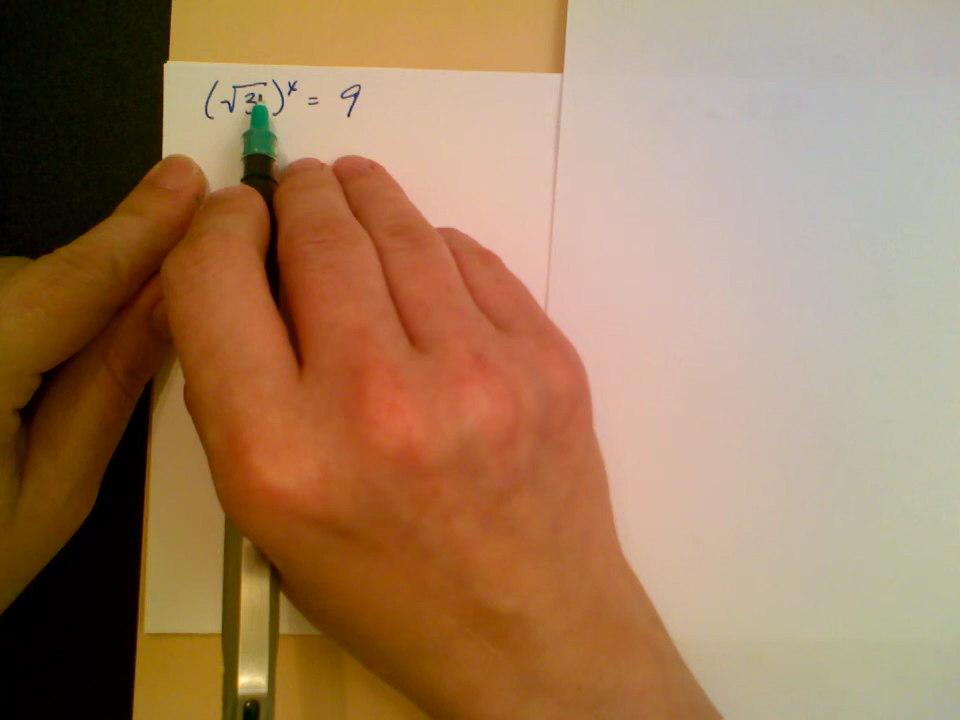 (√3)^x = 9